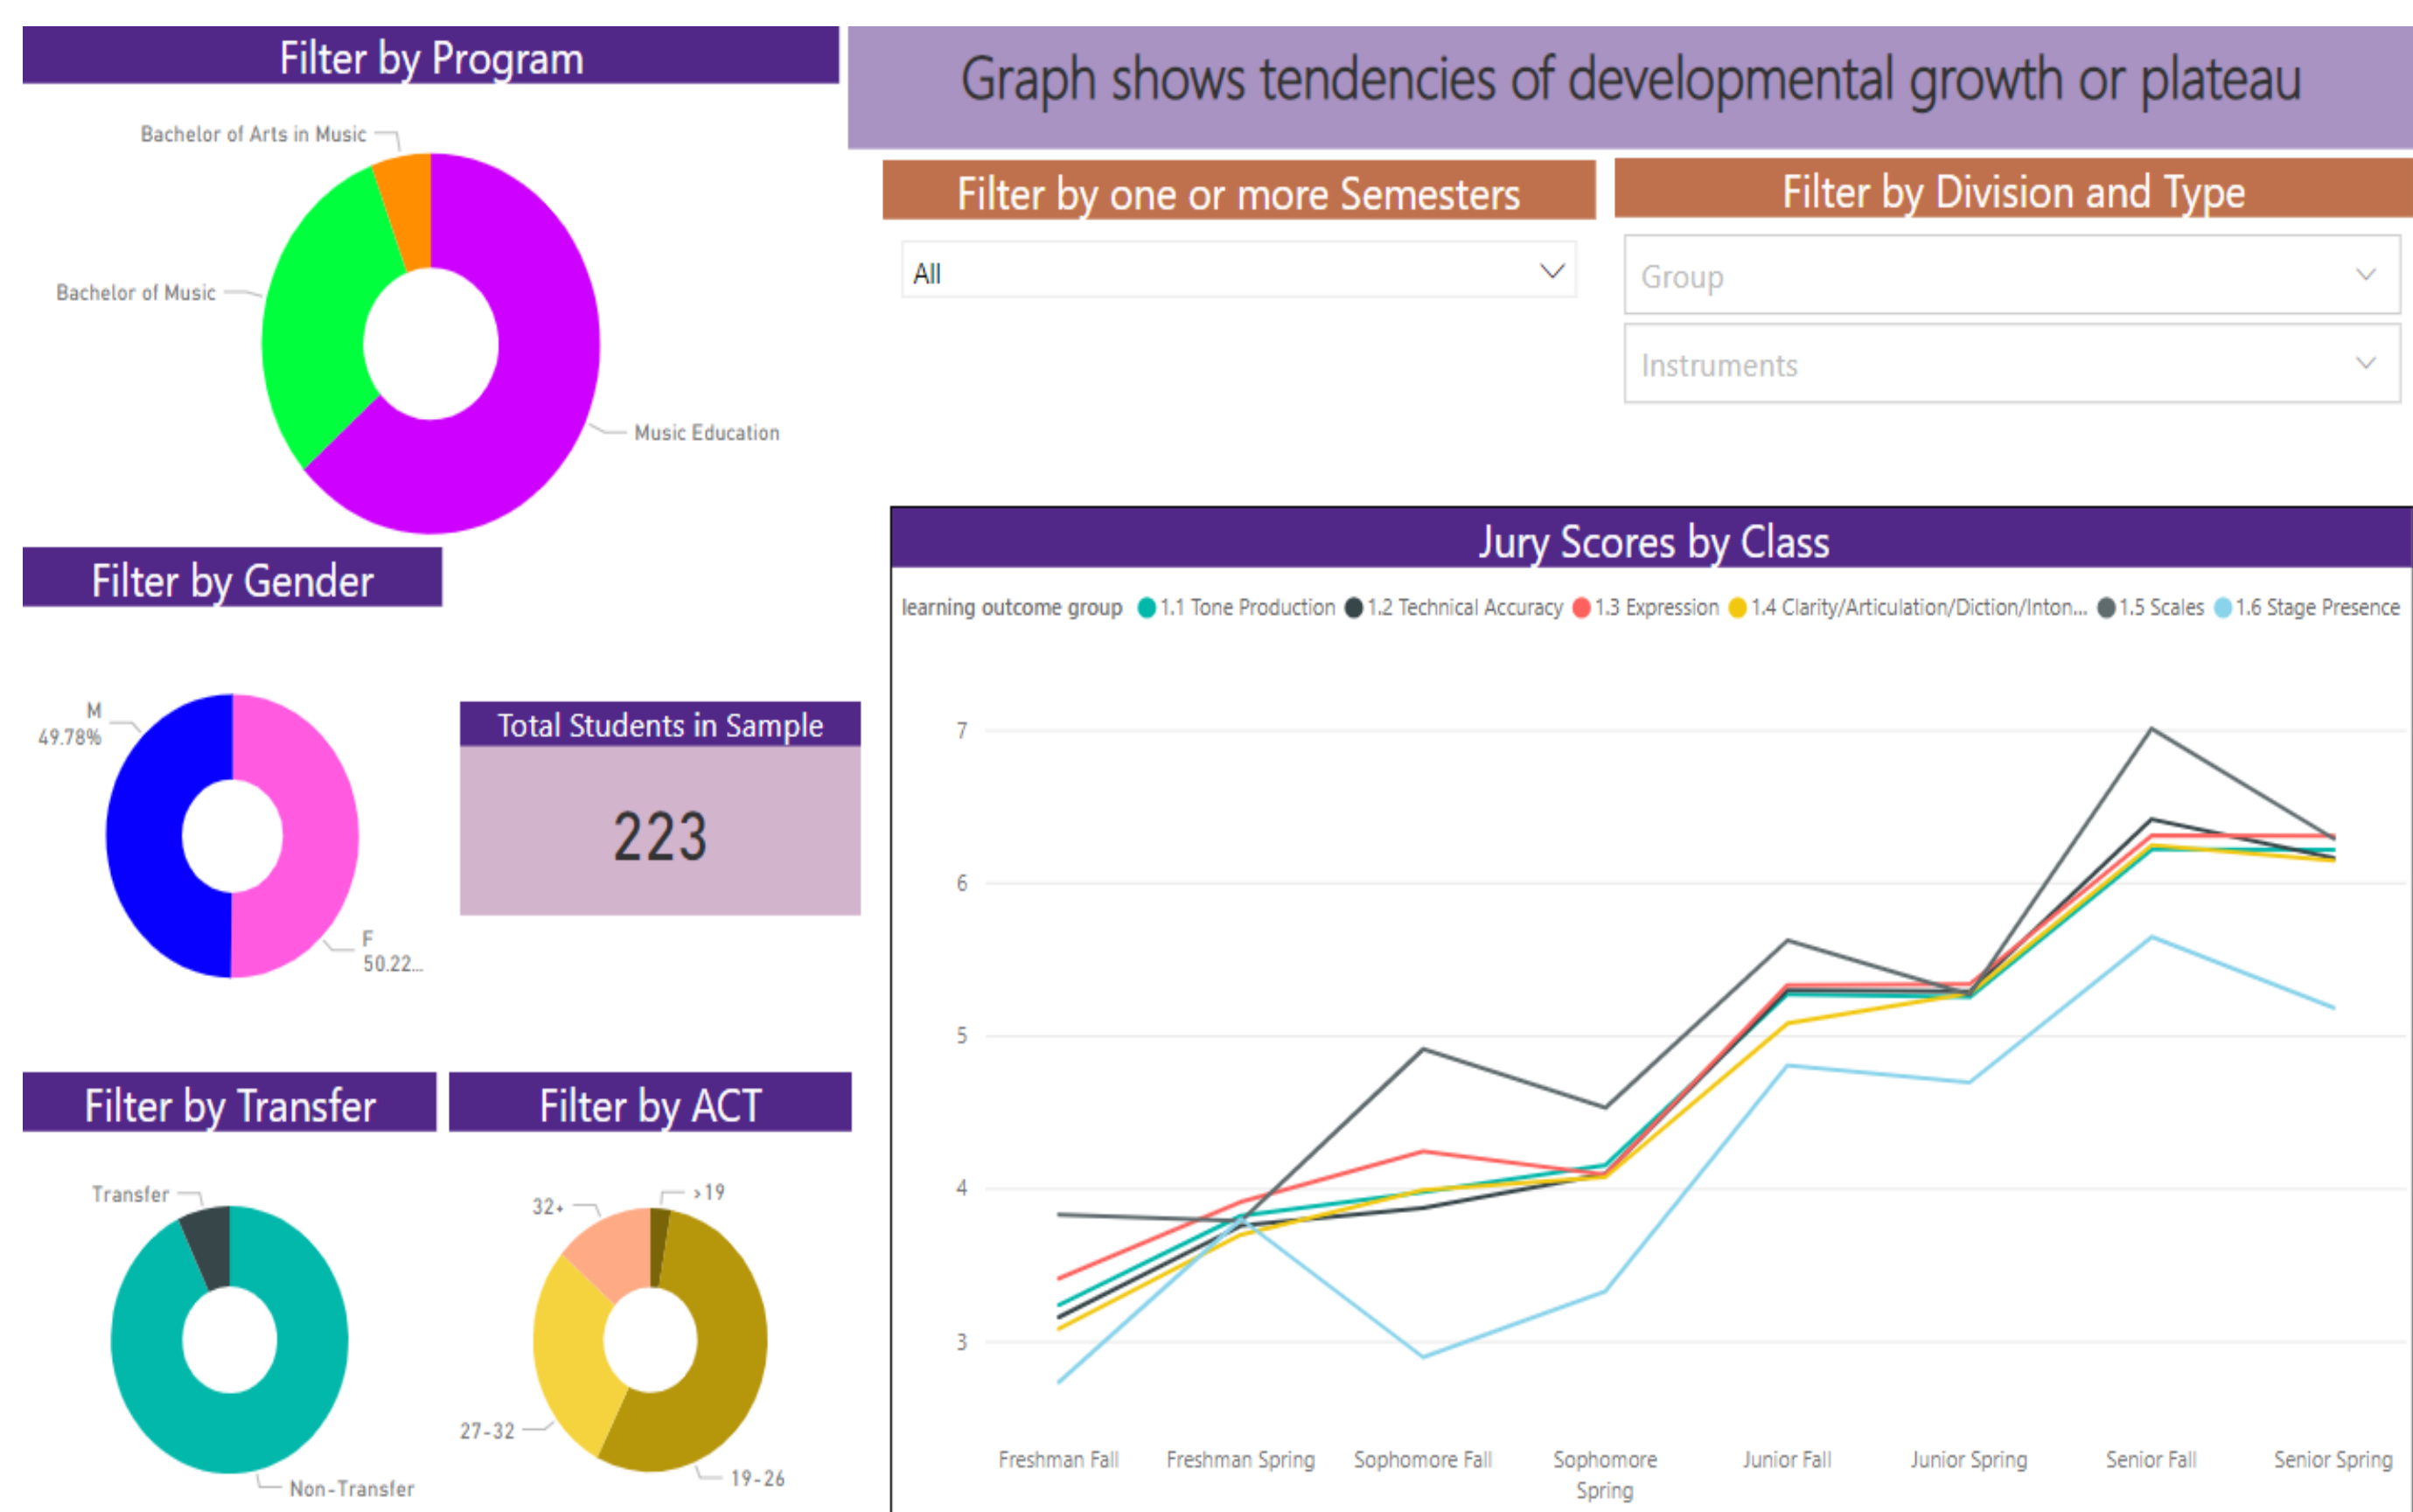 Filter by Program
Bachelor of Arts in Music
Bachelor of Music
Music Education
Graph shows tendencies of developmental growth or plateau
Filter by one or more Semesters
All
Filter by Division and Type
Group
Instruments
Filter by Gender
M
49.78%
F
50.22...
Total Students in Sample
223
Filter by Transfer
Transfer
Non-Transfer
Filter by ACT
32+
>19
27-32
19-26
Jury Scores by Class
learning outcome group 1.1 Tone Production 1.2 Technical Accuracy 1.3 Expression 1.4 Clarity/Articulation/Diction/Inton... 1.5 Scales 1.6 Stage Presence
7
6
5
4
3
Freshman Fall Freshman Spring Sophomore Fall Sophomore Junior Fall Junior Spring Senior Fall Senior Spring
Spring